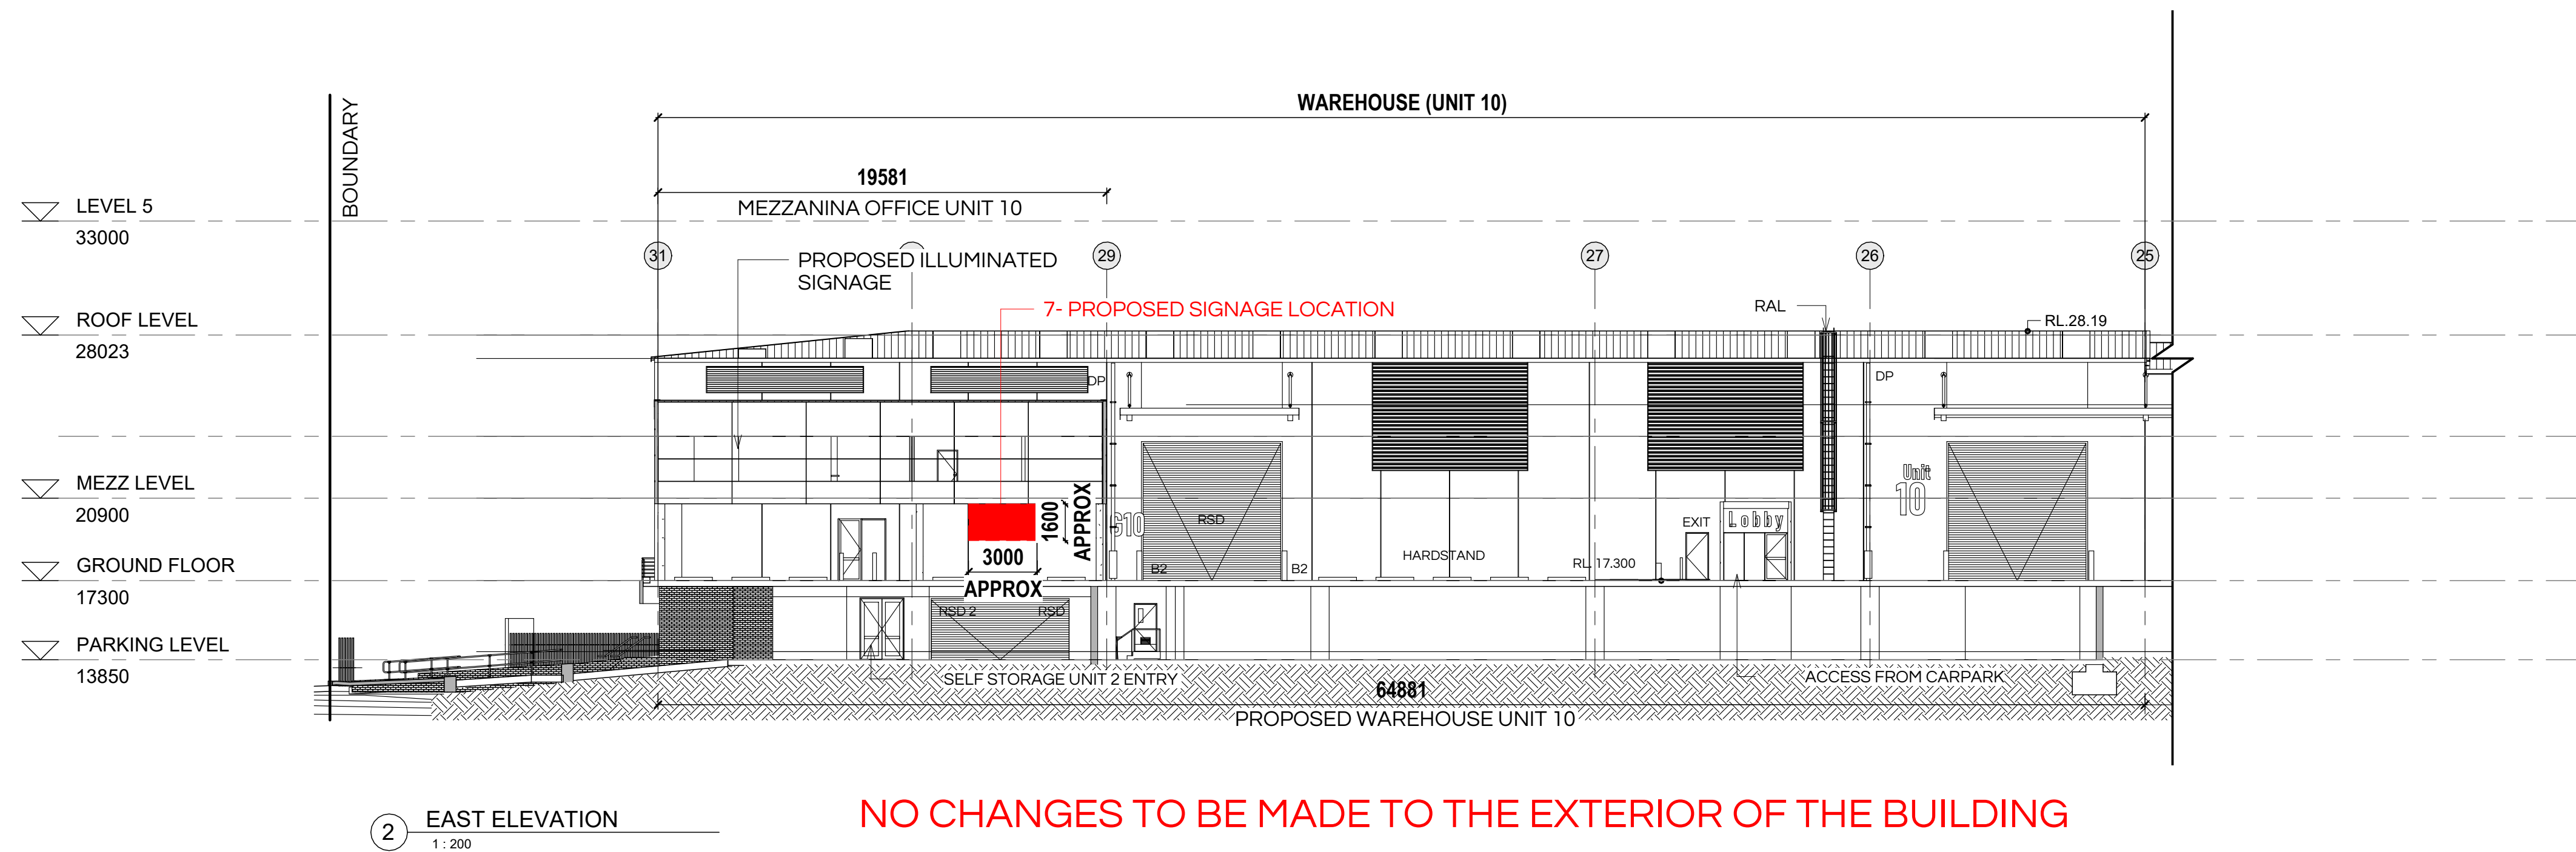 WAREHOUSE (UNIT 10)
BOUNDARY
19581
MEZZANINA OFFICE UNIT 10
LEVEL 5
33000
31
29
27
26
25
PROPOSED ILLUMINATED
SIGNAGE
7- PROPOSED SIGNAGE LOCATION
RAL
RL.28.19
ROOF LEVEL
28023
DP
DP
MEZZ LEVEL
20900
Unit
10
1600
APPROX
G10
RSD
EXIT
Lobby
3000
APPROX
HARDSTAND
RL. 17.300
B2
B2
GROUND FLOOR
17300
RSD 2
RSD
PARKING LEVEL
13850
SELF STORAGE UNIT 2 ENTRY
ACCESS FROM CARPARK
64881
PROPOSED WAREHOUSE UNIT 10
2
EAST ELEVATION
1 : 200
NO CHANGES TO BE MADE TO THE EXTERIOR OF THE BUILDING